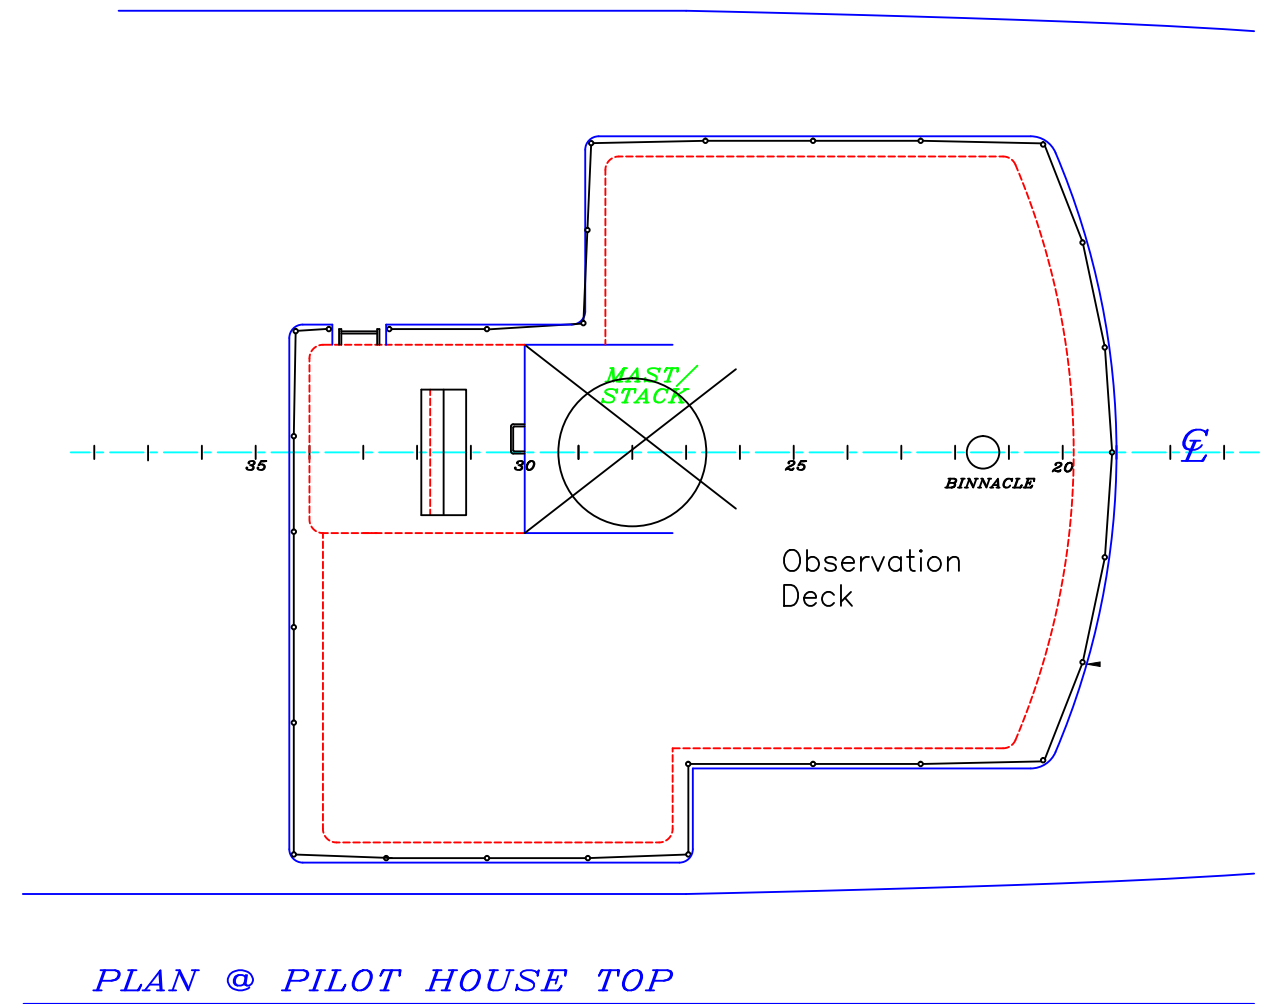 MAST/
STACK
℄
35
30
25
20
BINNACLE
Observation
Deck
PLAN @ PILOT HOUSE TOP